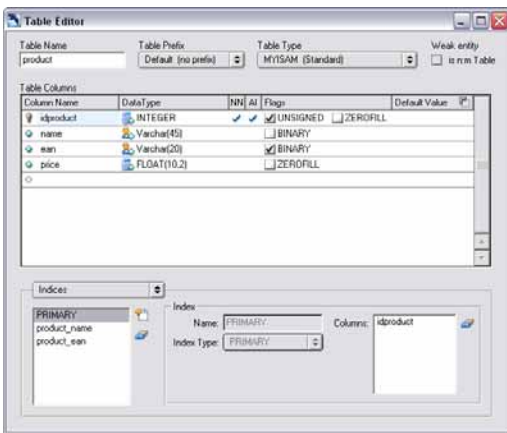 Table Editor
Table Name Table Prefix Table Type Weak entity
product Default (no prefix) MYISAM (Standard) is n:m Table
Table Columns
Column Name DataType NN AI Flags Default Value
idproduct INTEGER UNSIGNED ZEROFILL
name Varchar(45) BINARY
ean Varchar(20) BINARY
price FLOAT(10,2) ZEROFILL
Indices
PRIMARY
product_name
product_ean
Index
Name: PRIMARY Columns: idproduct
Index Type: PRIMARY